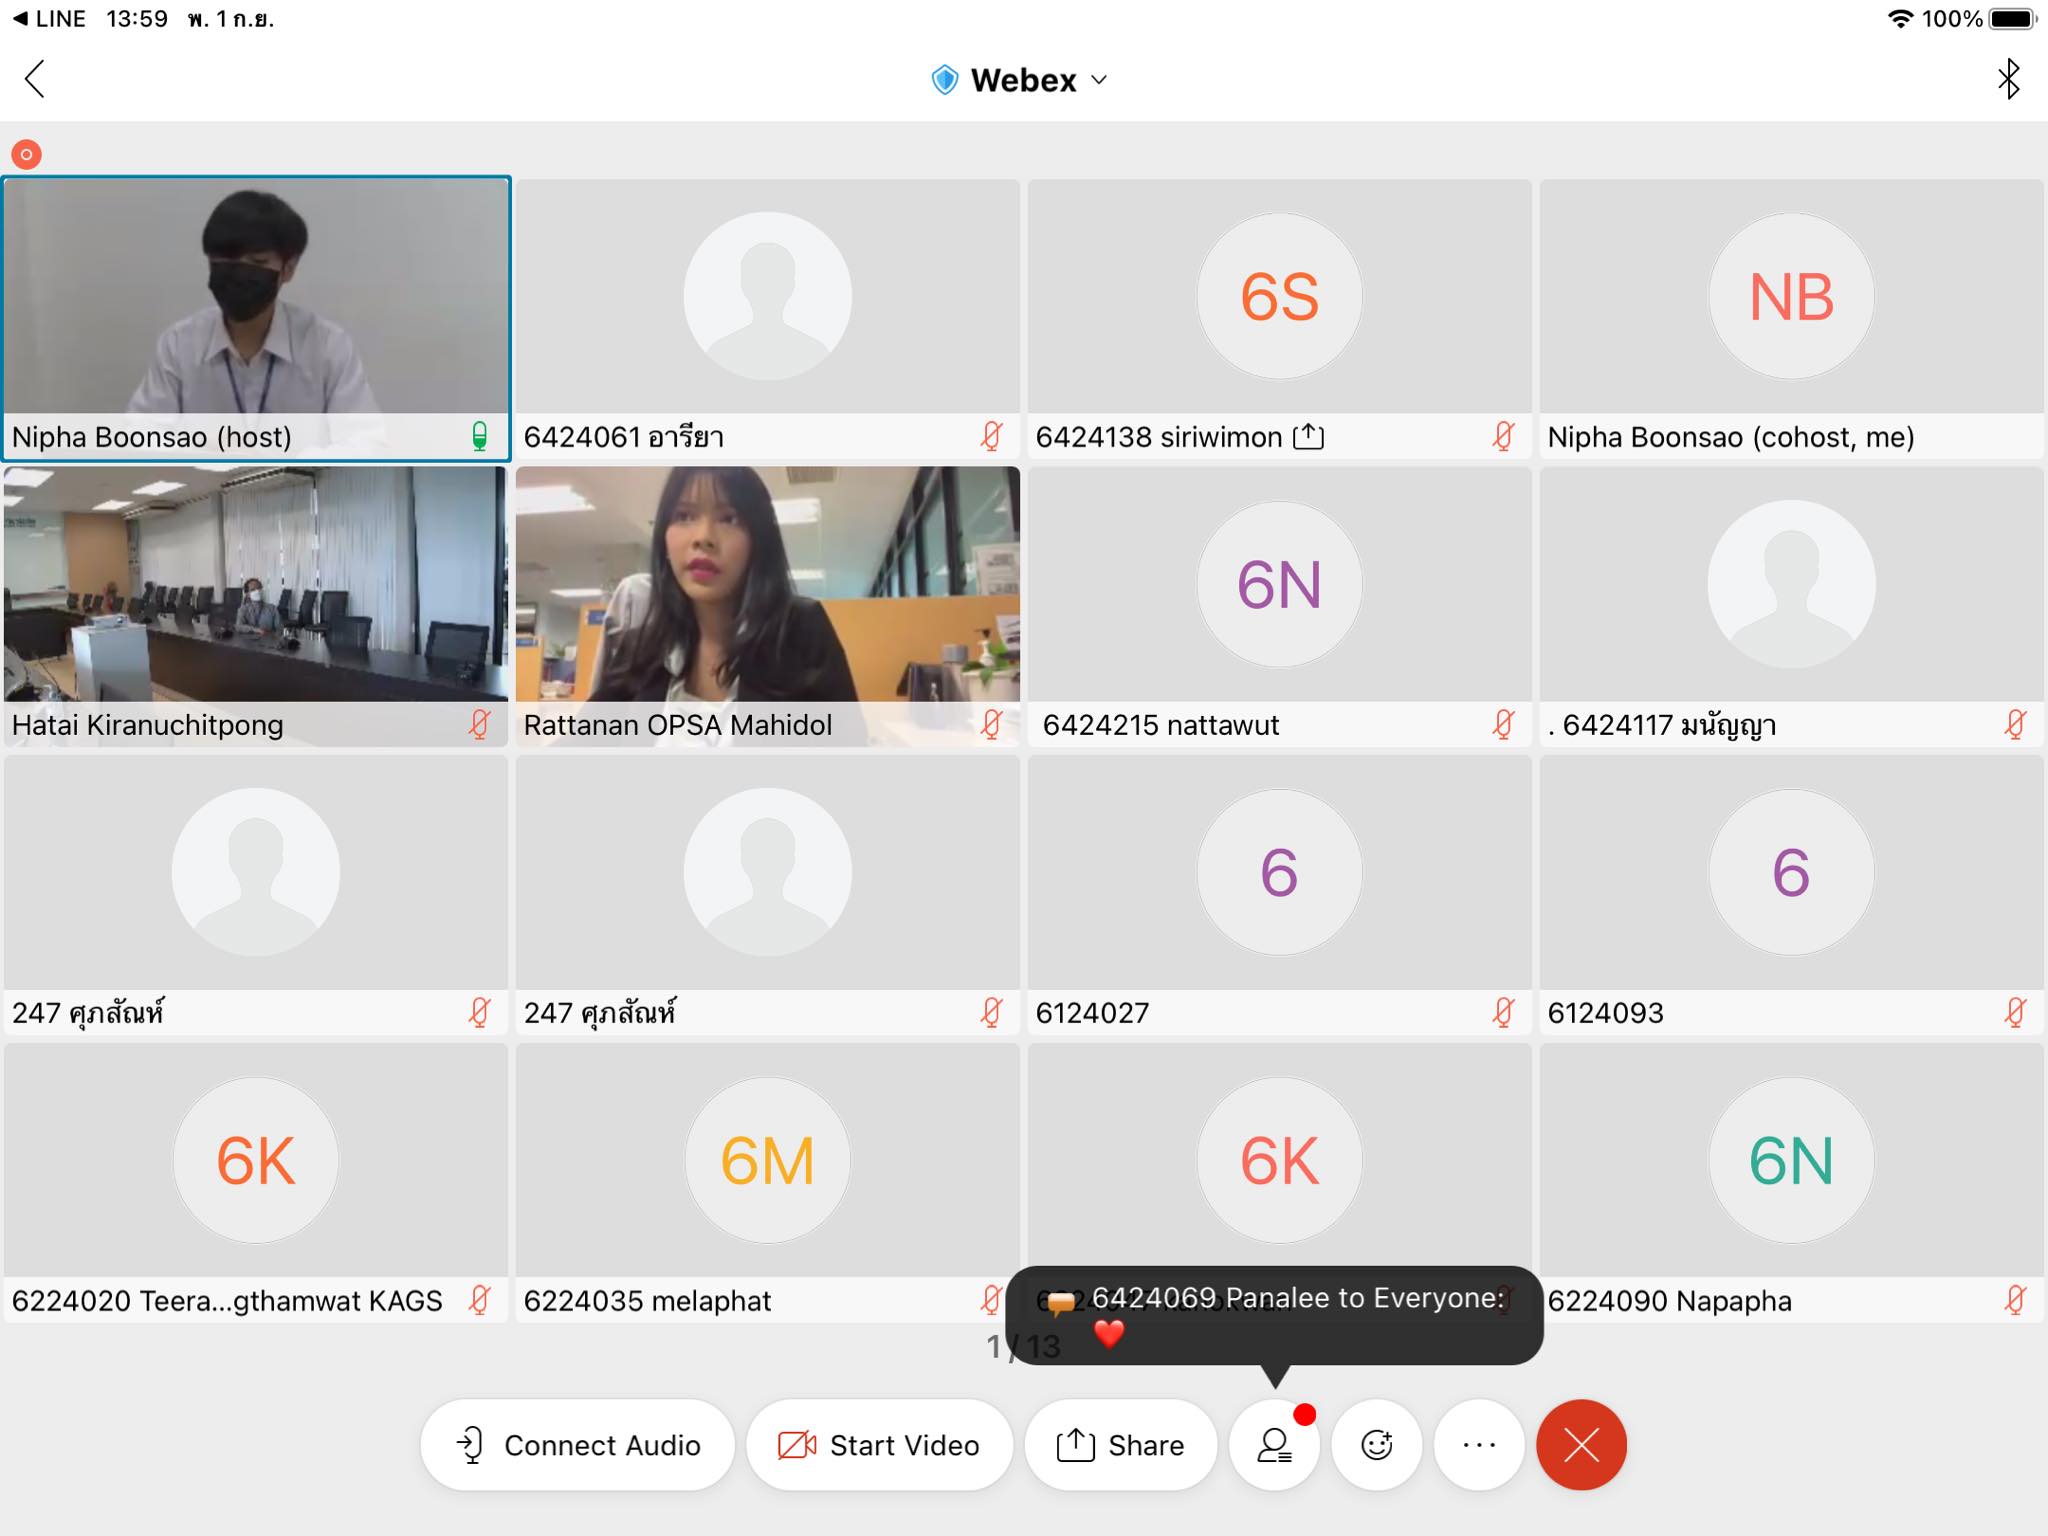 LINE 13:59 พ. 1 ก.ย. 100%
Webex
6S
NB
Nipha Boonsao (host)
6424061 อารียา
6424138 siriwimon
Nipha Boonsao (cohost, me)
6N
Hatai Kiranuchitpong
Rattanan OPSA Mahidol
6424215 nattawut
. 6424117 มนัญญา
6
6
247 ศุภสัณห์
247 ศุภสัณห์
6124027
6124093
6K
6M
6K
6N
6224020 Teera...gthamwat KAGS
6224035 melaphat
6424069 Panalee to Everyone:
❤️
6224090 Napapha
1 / 13
Connect Audio
Start Video
Share